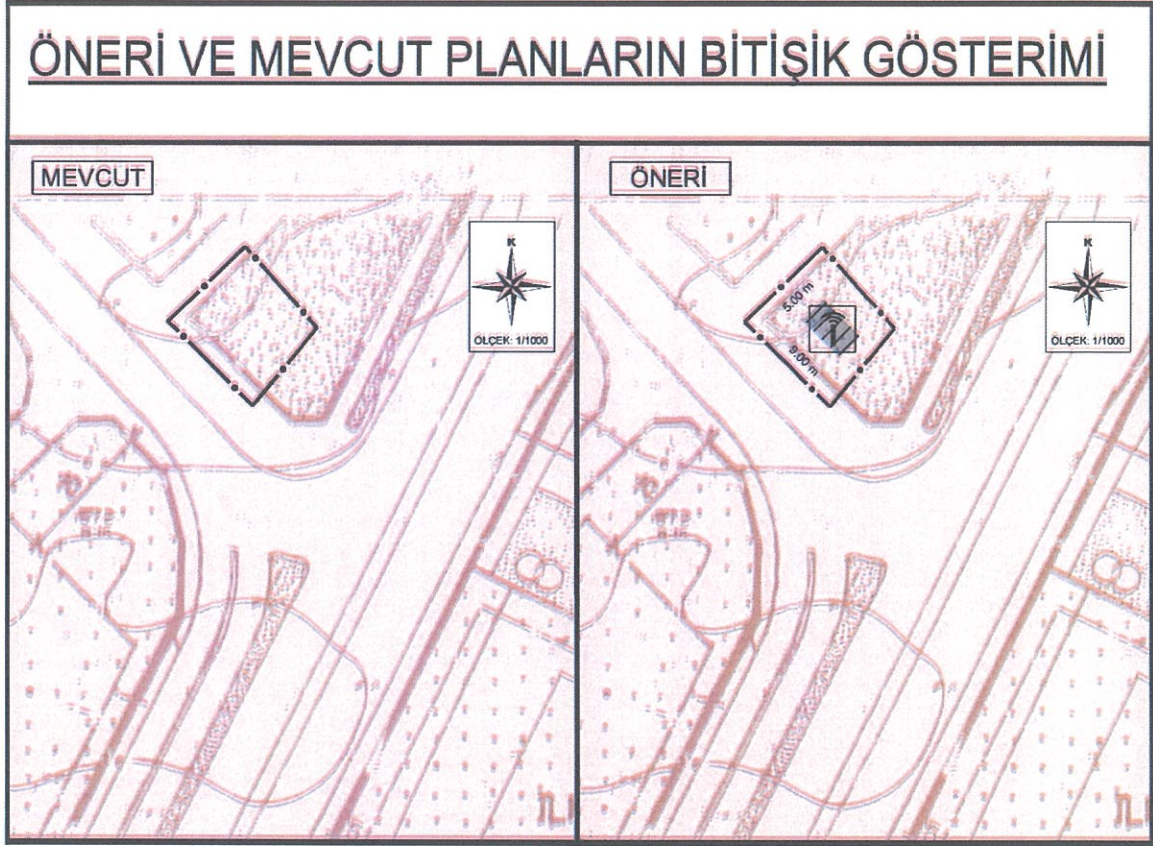 ÖNERİ VE MEVCUT PLANLARIN BİTİŞİK GÖSTERİMİ
MEVCUT
K
ÖLÇEK: 1/1000
ÖNERİ
K
ÖLÇEK: 1/1000
5.00 m
9.00 m